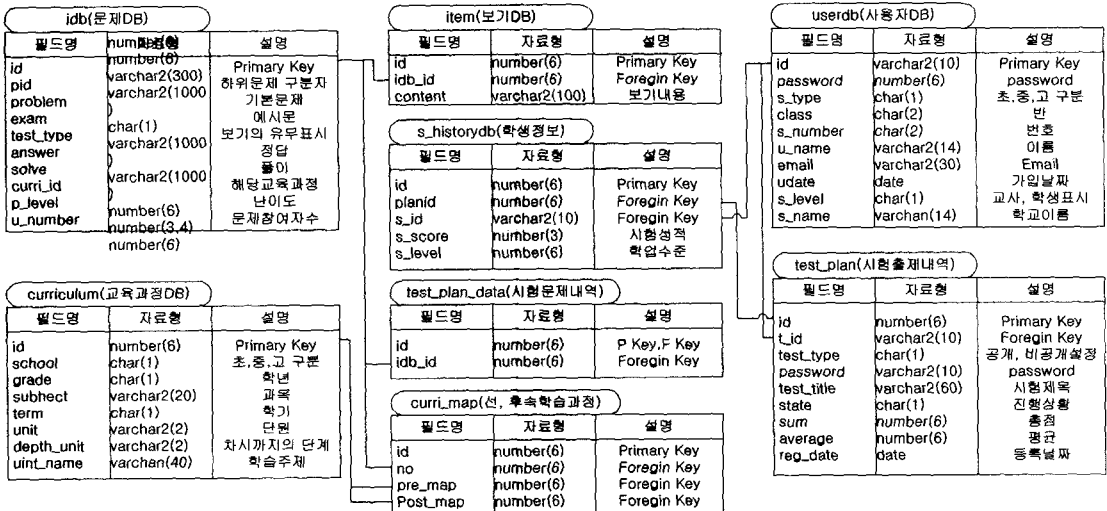 idb(문제DB)
필드명 자료형 설명
number(6)
id number(6) Primary Key
pid varchar2(300) 하위문제 구분자
problem varchar2(1000 기본문제
exam ) 예시문
test_type char(1) 보기의 유무표시
answer varchar2(1000 정답
solve ) 풀이
curri_id varchar2(1000 해당교육과정
p_level ) 난이도
u_number number(6) 문제참여자수
number(3,4)
number(6)
item(보기DB)
필드명 자료형 설명
id number(6) Primary Key
idb_id number(6) Foregin Key
content varchar2(100) 보기내용
userdb(사용자DB)
필드명 자료형 설명
id varchar2(10) Primary Key
password number(6) password
s_type char(1) 초,중,고 구분
class char(2) 반
s_number char(2) 번호
u_name varchar2(14) 이름
email varchar2(30) Email
udate date 가입날짜
s_level char(1) 교사, 학생표시
s_name varchan(14) 학교이름
s_historydb(학생정보)
필드명 자료형 설명
id number(6) Primary Key
planid number(6) Foregin Key
s_id varchar2(10) Foregin Key
s_score number(3) 시험성적
s_level number(6) 학업수준
curriculum(교육과정DB)
필드명 자료형 설명
id number(6) Primary Key
school char(1) 초,중,고 구분
grade char(1) 학년
subhect varchar2(20) 과목
term char(1) 학기
unit varchar2(2) 단원
depth_unit varchar2(2) 차시까지의 단계
uint_name varchan(40) 학습주제
test_plan_data(시험문제내역)
필드명 자료형 설명
id number(6) P Key,F Key
idb_id number(6) Foregin Key
curri_map(선, 후속학습과정)
필드명 자료형 설명
id number(6) Primary Key
no number(6) Foregin Key
pre_map number(6) Foregin Key
Post_map number(6) Foregin Key
test_plan(시험출제내역)
필드명 자료형 설명
id number(6) Primary Key
t_id varchar2(10) Foregin Key
test_type char(1) 공개, 비공개설정
password varchar2(10) password
test_title varchar2(60) 시험제목
state char(1) 진행상황
sum number(6) 총점
average number(6) 평균
reg_date date 등록날짜